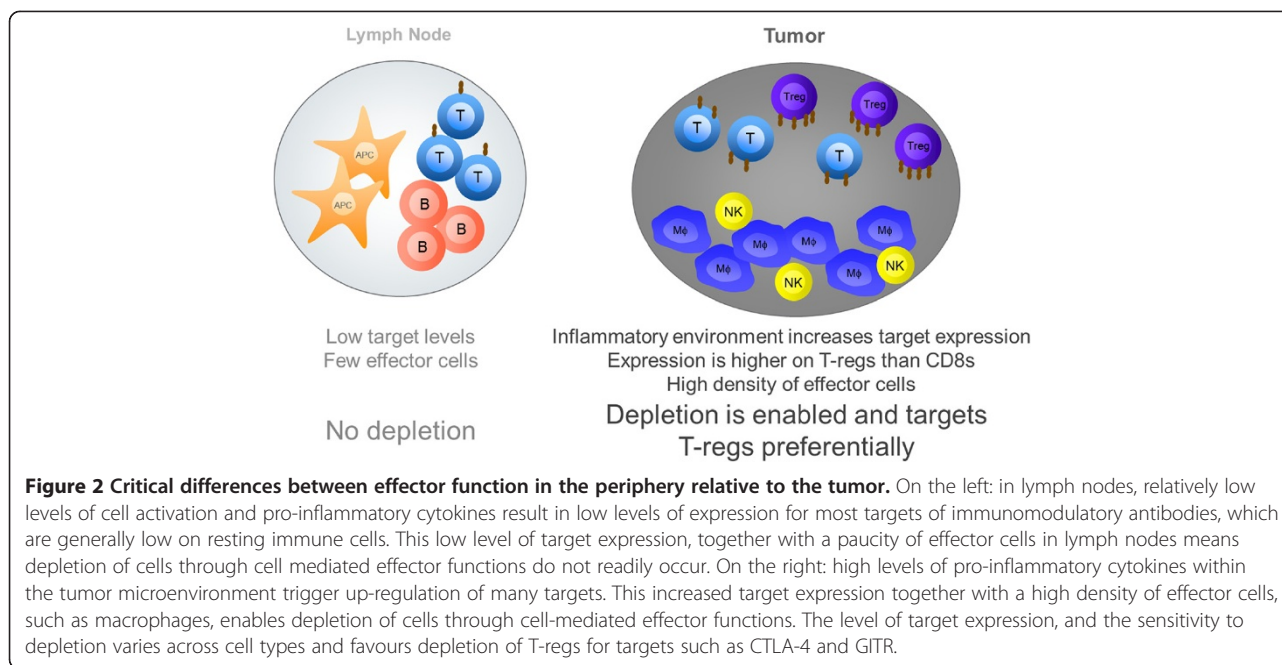 Lymph Node
Tumor
T
T
T
APC
APC
B
B
B
Treg
Treg
Treg
T
T
T
NK
NK
NK
Mϕ
Mϕ
Mϕ
Mϕ
Mϕ
Mϕ
Low target levels
Few effector cells
No depletion
Inflammatory environment increases target expression
Expression is higher on T-regs than CD8s
High density of effector cells
Depletion is enabled and targets
T-regs preferentially
Figure 2 Critical differences between effector function in the periphery relative to the tumor. On the left: in lymph nodes, relatively low
levels of cell activation and pro-inflammatory cytokines result in low levels of expression for most targets of immunomodulatory antibodies, which
are generally low on resting immune cells. This low level of target expression, together with a paucity of effector cells in lymph nodes means
depletion of cells through cell mediated effector functions do not readily occur. On the right: high levels of pro-inflammatory cytokines within
the tumor microenvironment trigger up-regulation of many targets. This increased target expression together with a high density of effector cells,
such as macrophages, enables depletion of cells through cell-mediated effector functions. The level of target expression, and the sensitivity to
depletion varies across cell types and favours depletion of T-regs for targets such as CTLA-4 and GITR.